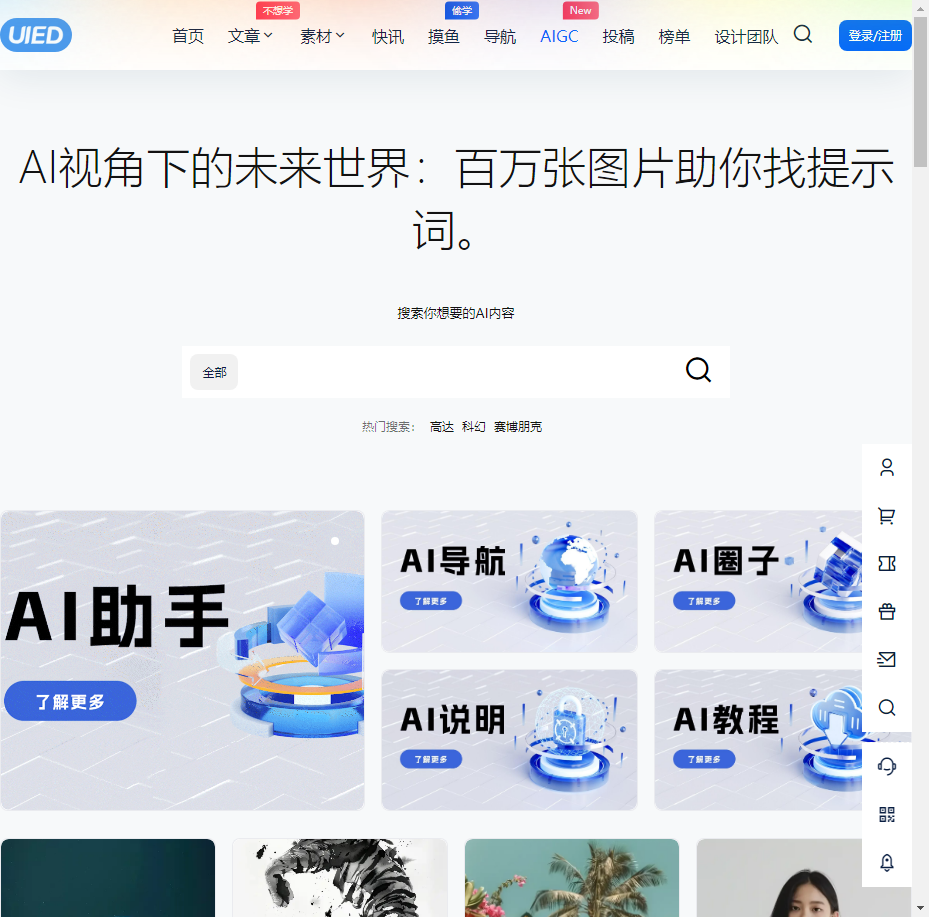 不想学
偷学
New
UIED
首页 文章 素材 快讯 摸鱼 导航 AIGC 投稿 榜单 设计团队
登录/注册
AI视角下的未来世界：百万张图片助你找提示
词。
搜索你想要的AI内容
全部
热门搜索： 高达 科幻 赛博朋克
AI助手
了解更多
AI导航
了解更多
AI圈子
了解更多
AI说明
了解更多
AI教程
了解更多